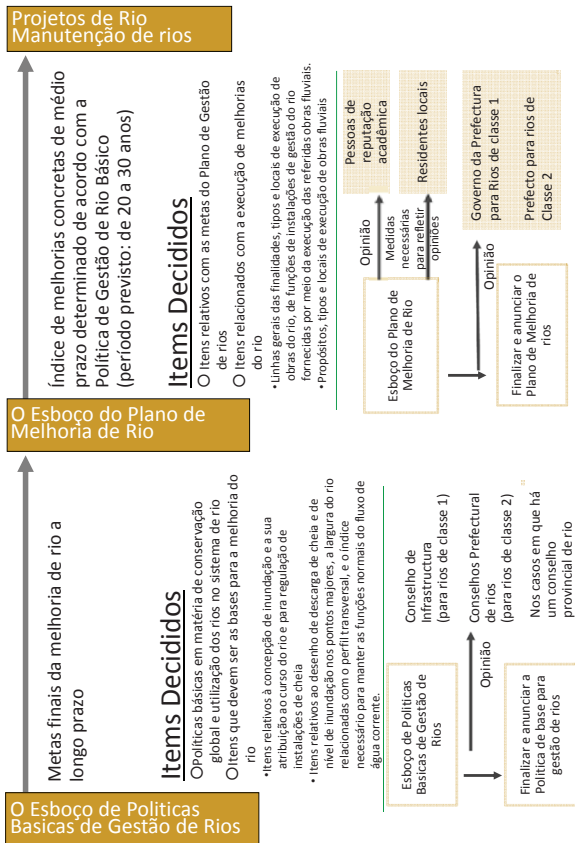 O Esboço de Politicas
Basicas de Gestão de Rios
Metas finais da melhoria de rio a
longo prazo
Items Decididos
O Políticas básicas em matéria de conservação
global e utilização dos rios no sistema de rio
O Itens que devem ser as bases para a melhoria do
rio
•Itens relativos à concepção de inundação e a sua
atribuição ao curso do rio e para regulação de
instalações de cheia
• Itens relativos ao desenho de descarga de cheia e de
nível de inundação nos pontos majores, a largura do rio
relacionadas com o perfil transversal, e o índice
necessário para manter as funções normais do fluxo de
água corrente.
Esboço de Politicas
Basicas de Gestão de
Rios
Opinião
Conselho de
Infraestructura
(para rios de classe 1)
Conselhos Prefectural
de rios
(para rios de classe 2)
Nos casos em que há
um conselho
provincial de rio
Finalizar e anunciar a
Politica de base para
gestão de rios
O Esboço do Plano de
Melhoria de Rio
Índice de melhorias concretas de médio
prazo determinado de acordo com a
Política de Gestão de Rio Básico
(período previsto: de 20 a 30 anos)
Items Decididos
O Itens relativos com as metas do Plano de Gestão
de rios
O Itens relacionados com a execução de melhorias
do rio
•Linhas gerais das finalidades, tipos e locais de execução de
obras do rio, de funções de instalações de gestão do rio
fornecidas por meio da execução das referidas obras fluviais.
• Propósitos, tipos e locais de execução de obras fluviais
Esboço do Plano de
Melhoria de Rio
Opinião
Medidas
necessárias
para refletir
opiniões
Pessoas de
reputação
acadêmica
Residentes locais
Opinião
Governo da Prefectura
para Rios de classe 1
Prefecto para rios de
Classe 2
Finalizar e anunciar o
Plano de Melhoria de
rios
Projetos de Rio
Manutenção de rios